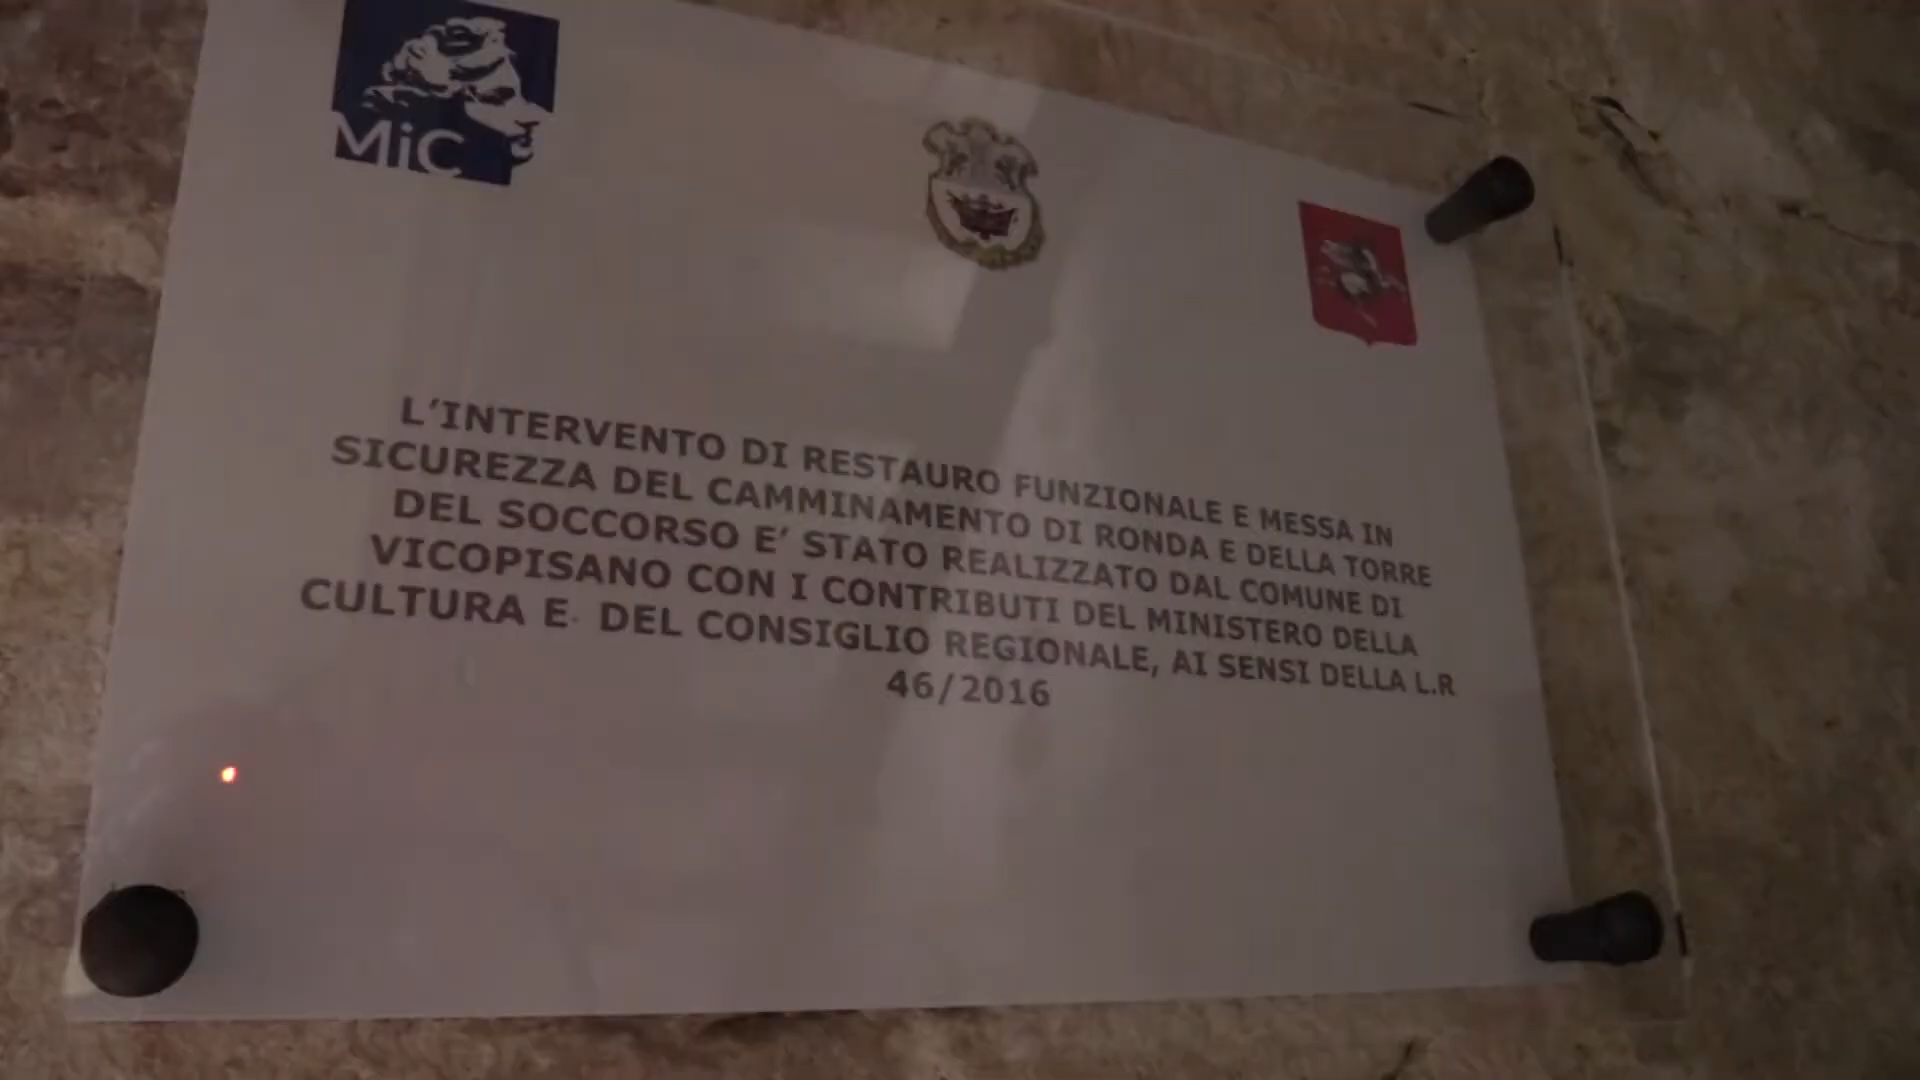 MiC
L'INTERVENTO DI RESTAURO FUNZIONALE E MESSA IN
SICUREZZA DEL CAMMINAMENTO DI RONDA E DELLA TORRE
DEL SOCCORSO E' STATO REALIZZATO DAL COMUNE DI
VICOPISANO CON I CONTRIBUTI DEL MINISTERO DELLA
CULTURA E DEL CONSIGLIO REGIONALE, AI SENSI DELLA L.R
46/2016